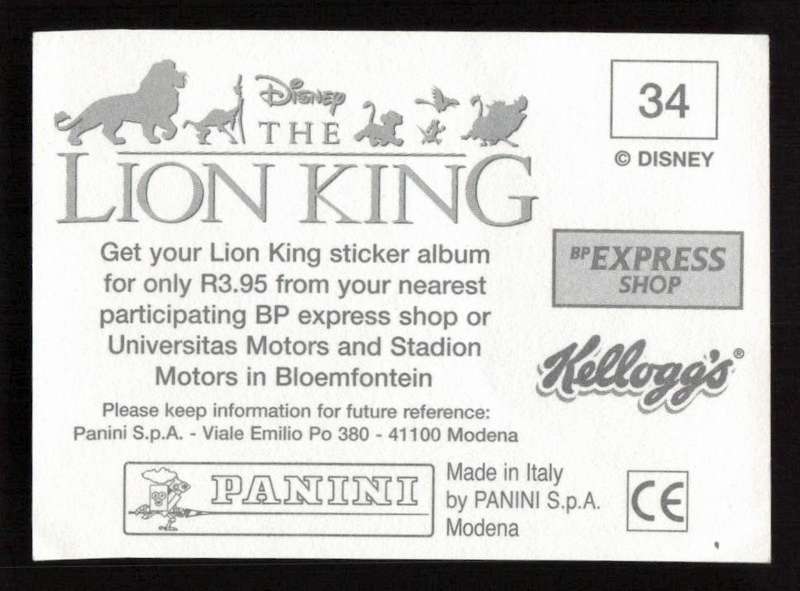 Disney
THE
LION KING
34
© DISNEY
Get your Lion King sticker album
for only R3.95 from your nearest
participating BP express shop or
Universitas Motors and Stadion
Motors in Bloemfontein
BP EXPRESS
SHOP
Kellogg's®
Please keep information for future reference:
Panini S.p.A. - Viale Emilio Po 380 - 41100 Modena
PANINI
Made in Italy
by PANINI S.p.A.
Modena
CE